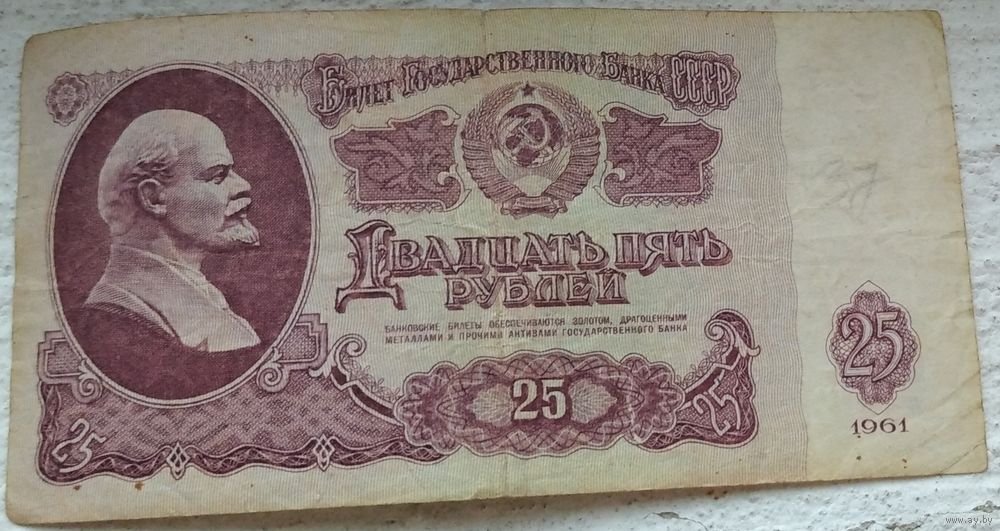 Билет Государственного Банка СССР
Двадцать пять
рублей
БАНКОВСКИЕ БИЛЕТЫ ОБЕСПЕЧИВАЮТСЯ ЗОЛОТОМ, ДРАГОЦЕННЫМИ
МЕТАЛЛАМИ И ПРОЧИМИ АКТИВАМИ ГОСУДАРСТВЕННОГО БАНКА
25
25
25
25
1961
www.ay.by